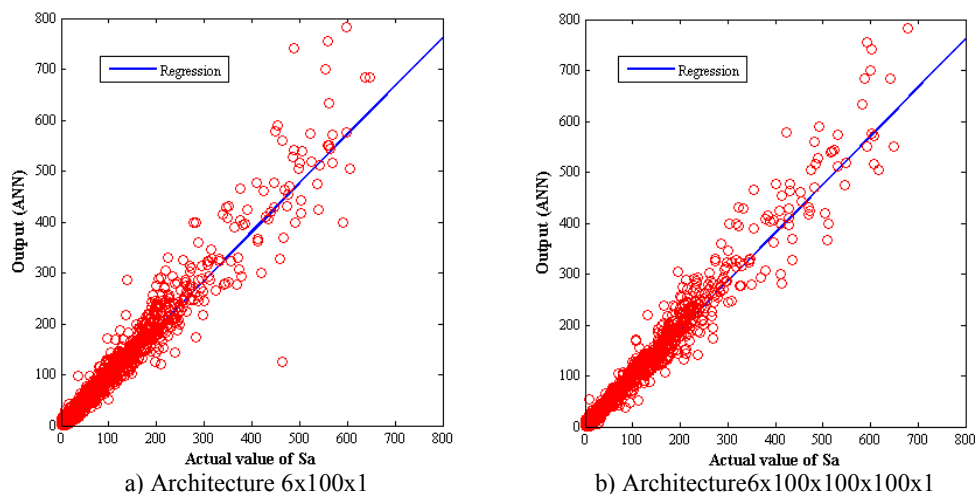 800
700
600
500
400
300
200
100
0
Output (ANN)
Regression
0 100 200 300 400 500 600 700 800
Actual value of Sa
a) Architecture 6x100x1
800
700
600
500
400
300
200
100
0
Output (ANN)
Regression
0 100 200 300 400 500 600 700 800
Actual value of Sa
b) Architecture6x100x100x100x1